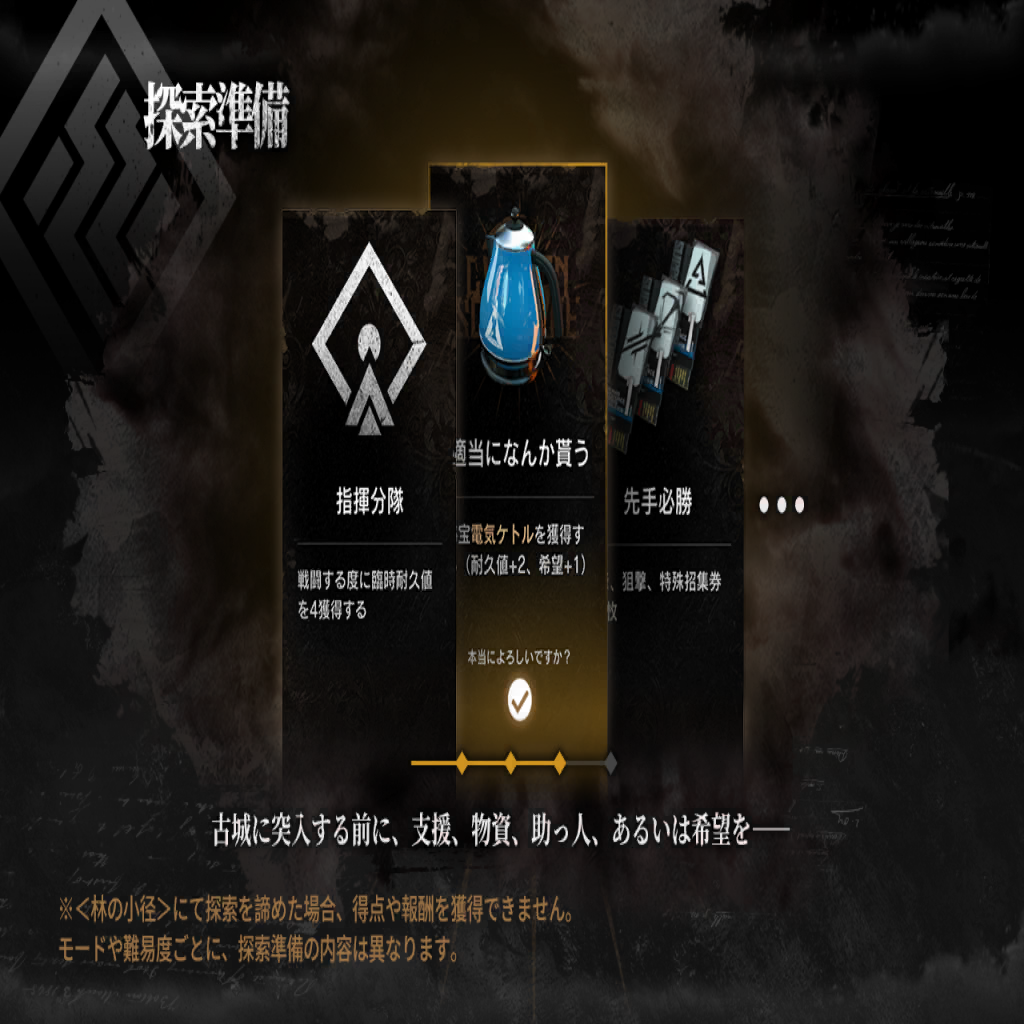 探索準備
指揮分隊
戦闘する度に臨時耐久値
を4獲得する
適当になんか貰う
宝電気ケトルを獲得す
(耐久値+2、希望+1)
本当によろしいですか？
先手必勝
、狙撃、特殊招集券
枚
古城に突入する前に、支援、物資、助っ人、あるいは希望を──
※<林の小径>にて探索を諦めた場合、得点や報酬を獲得できません。
モードや難易度ごとに、探索準備の内容は異なります。